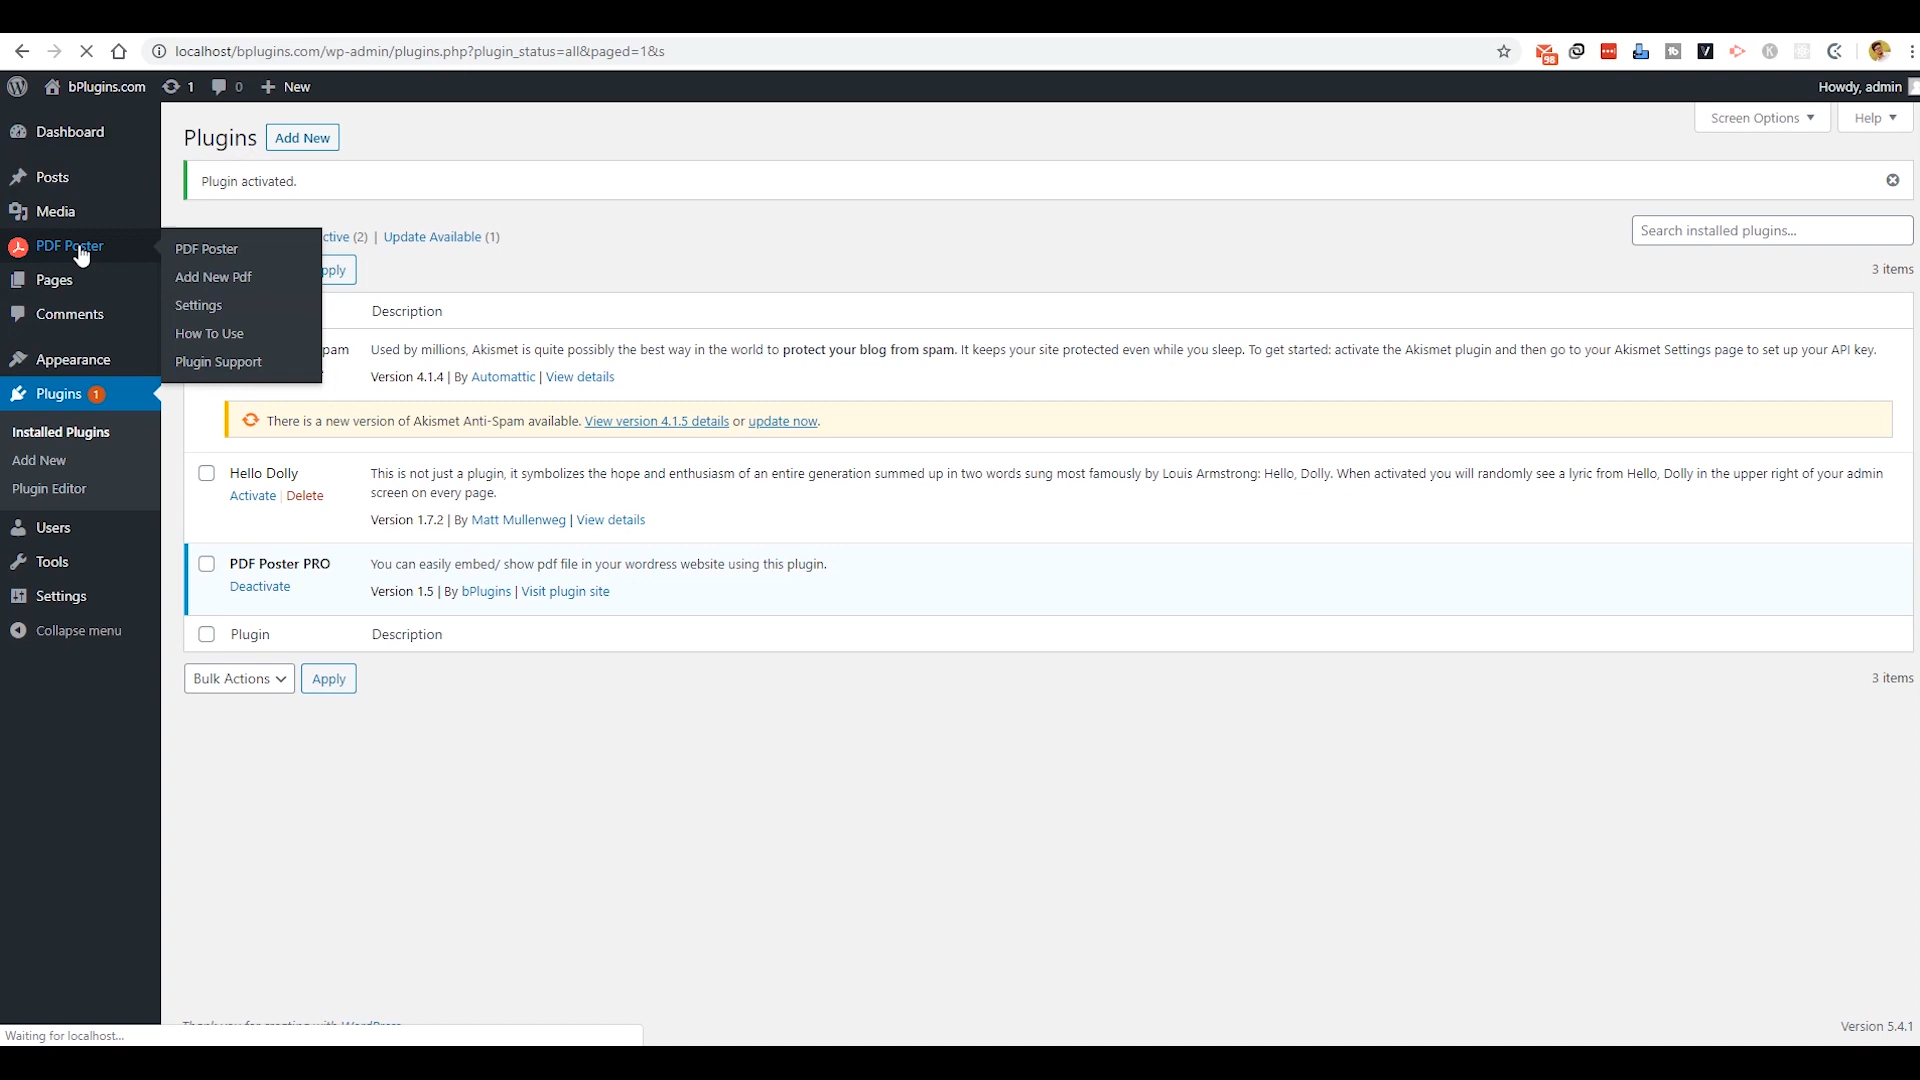 localhost/bplugins.com/wp-admin/plugins.php?plugin_status=all&paged=1&s
98
bPlugins.com 1 0 New
Howdy, admin
Dashboard
Posts
Media
PDF Poster
Pages
Comments
Appearance
Plugins 1
Installed Plugins
Add New
Plugin Editor
Users
Tools
Settings
Collapse menu
PDF Poster
Add New Pdf
Settings
How To Use
Plugin Support
Screen Options Help
Plugins Add New
Plugin activated.
ctive (2) | Update Available (1)
Search installed plugins...
pply
3 items
Description
pam
Used by millions, Akismet is quite possibly the best way in the world to protect your blog from spam. It keeps your site protected even while you sleep. To get started: activate the Akismet plugin and then go to your Akismet Settings page to set up your API key.
Version 4.1.4 | By Automattic | View details
There is a new version of Akismet Anti-Spam available. View version 4.1.5 details or update now.
Hello Dolly
Activate | Delete
This is not just a plugin, it symbolizes the hope and enthusiasm of an entire generation summed up in two words sung most famously by Louis Armstrong: Hello, Dolly. When activated you will randomly see a lyric from Hello, Dolly in the upper right of your admin
screen on every page.
Version 1.7.2 | By Matt Mullenweg | View details
PDF Poster PRO
Deactivate
You can easily embed/ show pdf file in your wordress website using this plugin.
Version 1.5 | By bPlugins | Visit plugin site
Plugin Description
Bulk Actions Apply
3 items
Thank you for creating with WordPress
Version 5.4.1
Waiting for localhost...